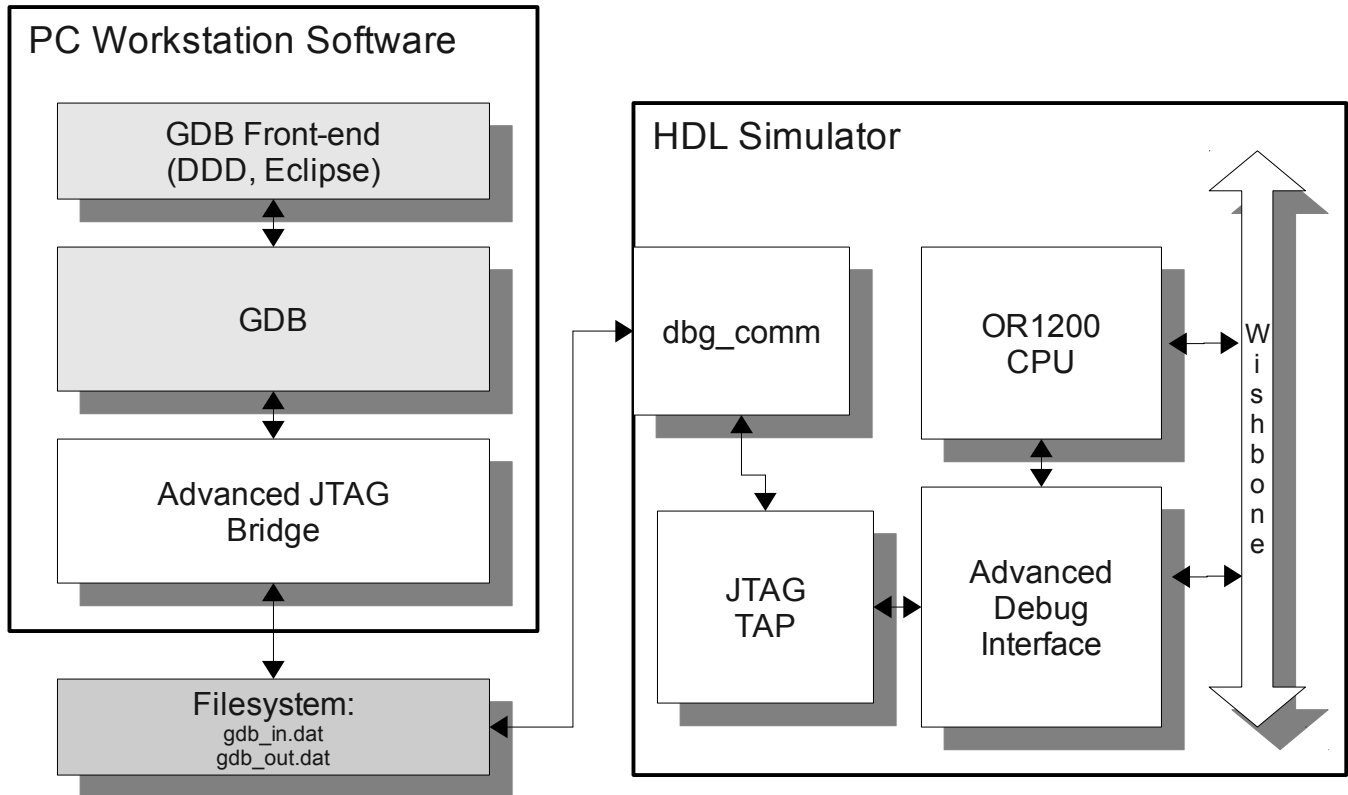 PC Workstation Software
GDB Front-end
(DDD, Eclipse)
GDB
Advanced JTAG
Bridge
Filesystem:
gdb_in.dat
gdb_out.dat
HDL Simulator
dbg_comm
OR1200
CPU
JTAG
TAP
Advanced
Debug
Interface
Wishbone